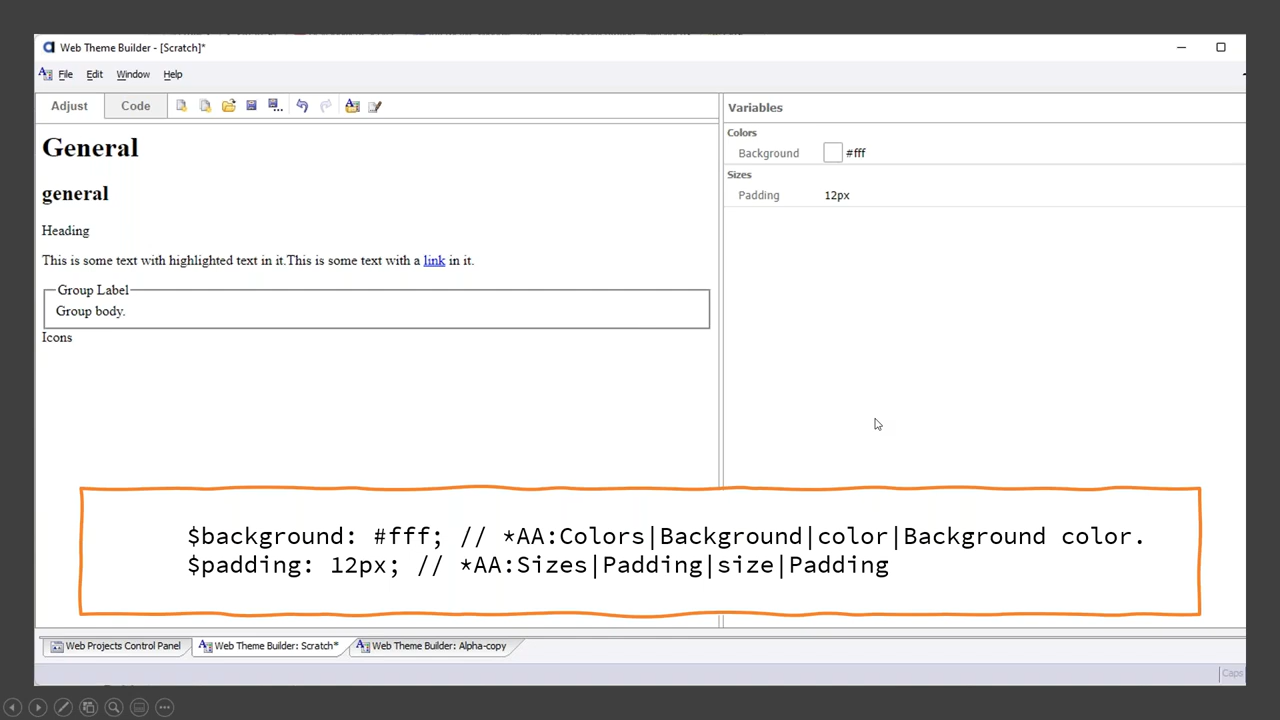 Web Theme Builder - [Scratch]*
File Edit Window Help
Adjust Code
Variables
General
Colors
Background #fff
general
Sizes
Padding 12px
Heading
This is some text with highlighted text in it.This is some text with a link in it.
Group Label
Group body.
Icons
$background: #fff; // *AA:Colors|Background|color|Background color.
$padding: 12px; // *AA:Sizes|Padding|size|Padding
Web Projects Control Panel Web Theme Builder: Scratch* Web Theme Builder: Alpha-copy
Caps